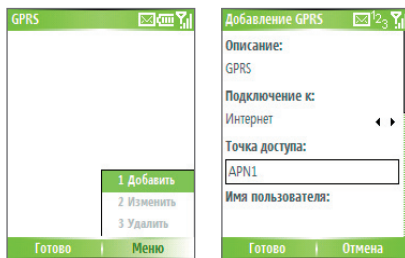 GPRS
1 Добавить
2 Изменить
3 Удалить
Готово Меню
Добавление GPRS 123
Описание:
GPRS
Подключение к:
Интернет
Точка доступа:
APN1
Имя пользователя:
Готово Отмена